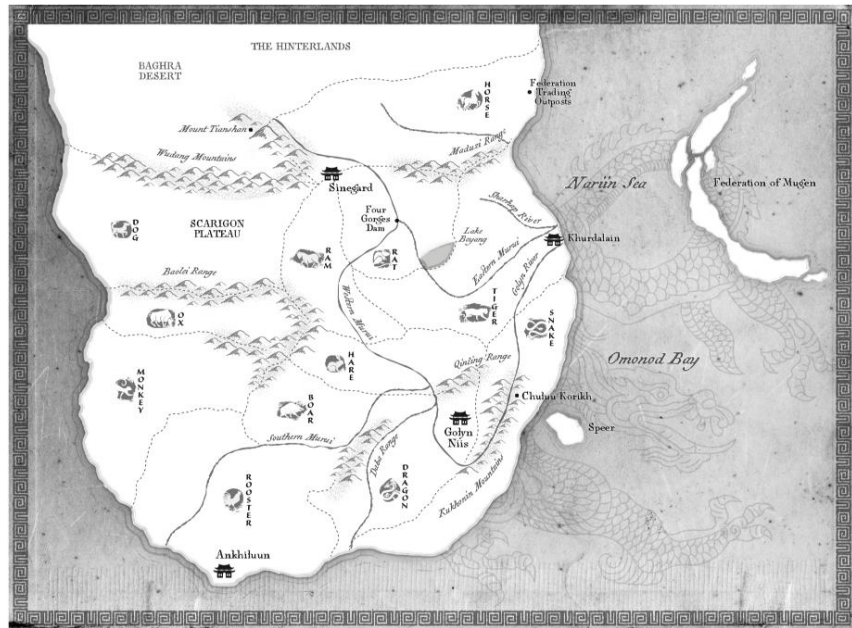 THE HINTERLANDS
BAGHRA
DESERT
HORSE
Federation
Trading
Outposts
Mount Tianshan
Wudang Mountains
Maduxi Range
Sinegard
Nariin Sea
Federation of Mugen
Sharhap River
DOG
SCARIGON
PLATEAU
Four
Gorges
Dam
Lake
Boyang
Khurdalain
RAM
RAT
Eastern Murui
Golyn River
Baolei Range
Western Murui
TIGER
SNAKE
OX
Omonod Bay
HARE
Qinling Range
MONKEY
BOAR
Chuluu Korikh
Golyn
Niis
Speer
Southern Murui
Daba Range
ROOSTER
DRAGON
Kukhonin Mountains
Ankhiluun